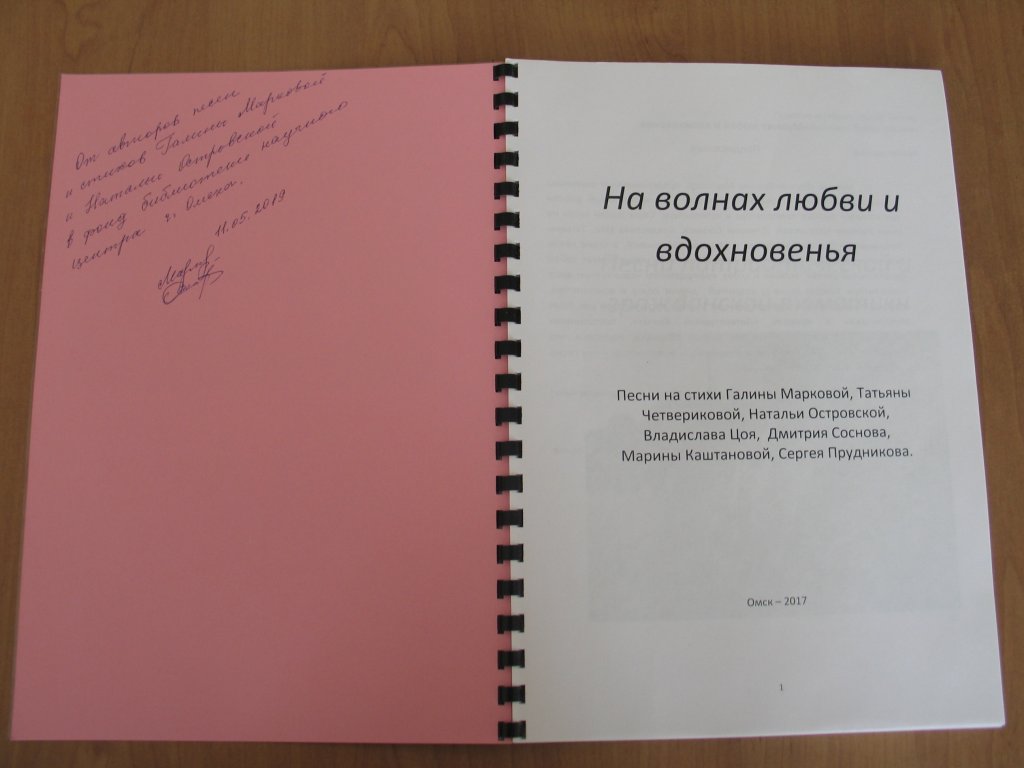 От авторов песен
и стихов Галины Марковой
и Натальи Островской
в фонд библиотеки научного
центра г. Омска.
11.05.2019
На волнах любви и
вдохновенья
Песни на стихи Галины Марковой, Татьяны
Четвериковой, Натальи Островской,
Владислава Цоя, Дмитрия Соснова,
Марины Каштановой, Сергея Прудникова.
Омск – 2017
1